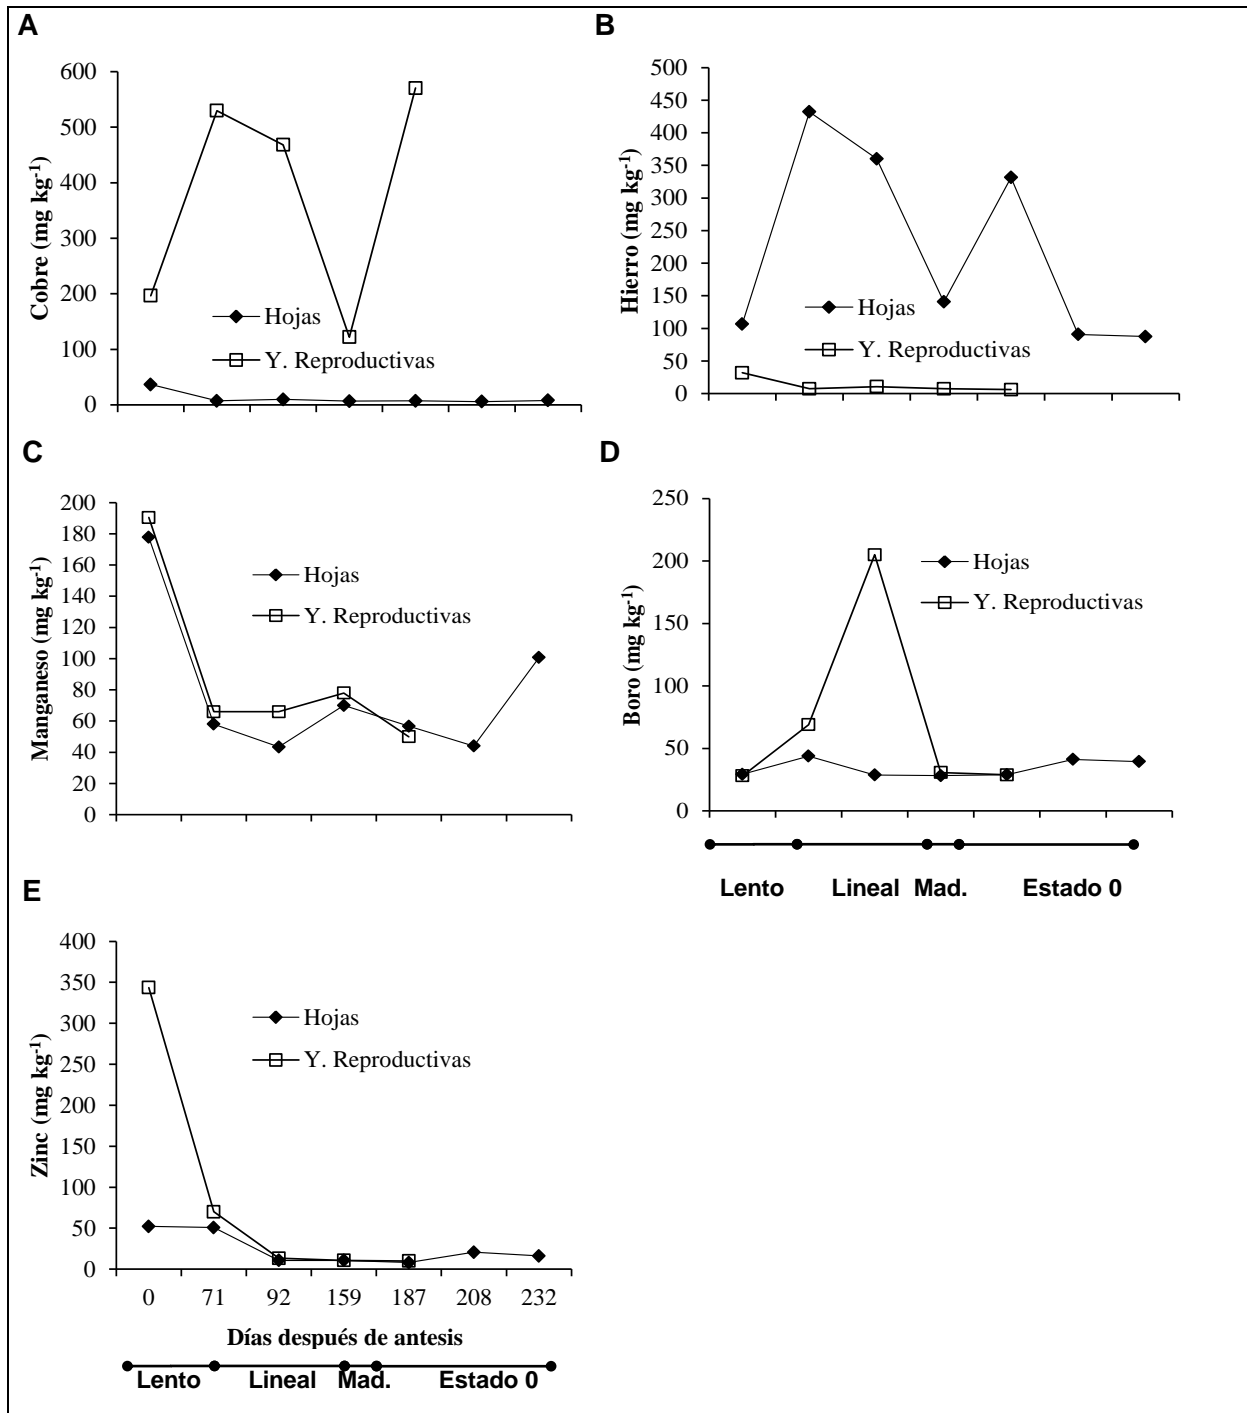 A
600
500
400
300
200
100
0
Cobre (mg kg-1)
Hojas
Y. Reproductivas
B
500
450
400
350
300
250
200
150
100
50
0
Hierro (mg kg-1)
Hojas
Y. Reproductivas
C
200
180
160
140
120
100
80
60
40
20
0
Manganeso (mg kg-1)
Hojas
Y. Reproductivas
D
250
200
150
100
50
0
Boro (mg kg-1)
Hojas
Y. Reproductivas
Lento Lineal Mad. Estado 0
E
400
350
300
250
200
150
100
50
0
Zinc (mg kg-1)
Hojas
Y. Reproductivas
0 71 92 159 187 208 232
Días después de antesis
Lento Lineal Mad. Estado 0